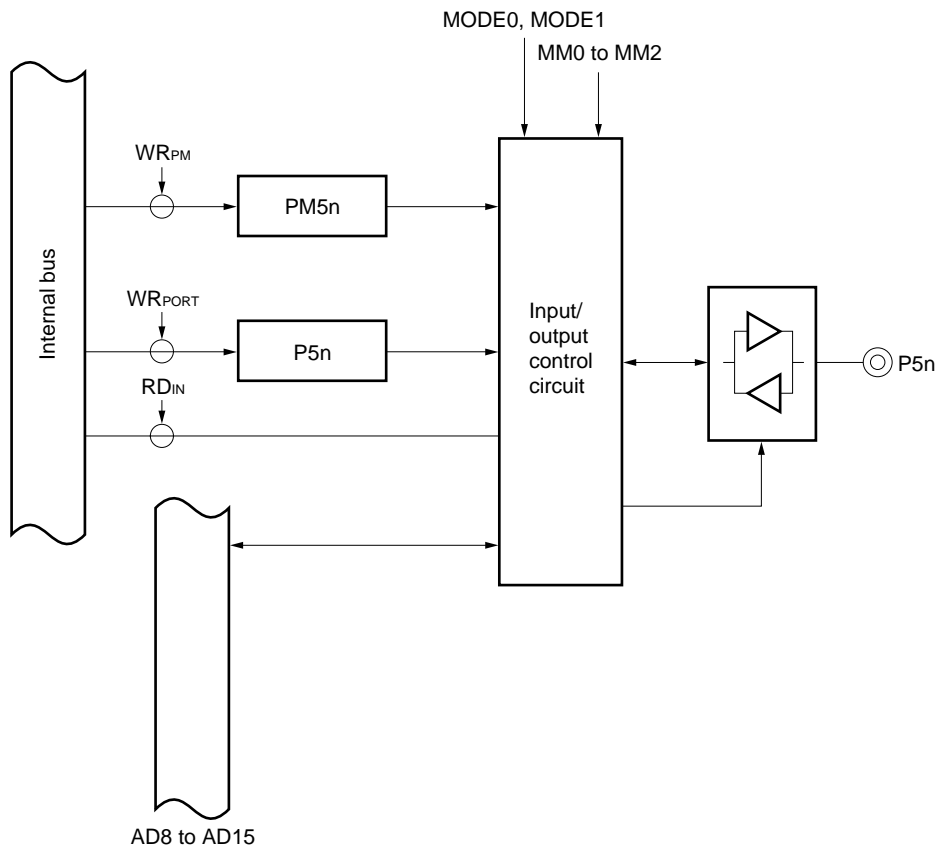 MODE0, MODE1
MM0 to MM2
WRPM
PM5n
Internal bus
WRPORT
P5n
Input/
output
control
circuit
P5n
RDIN
AD8 to AD15